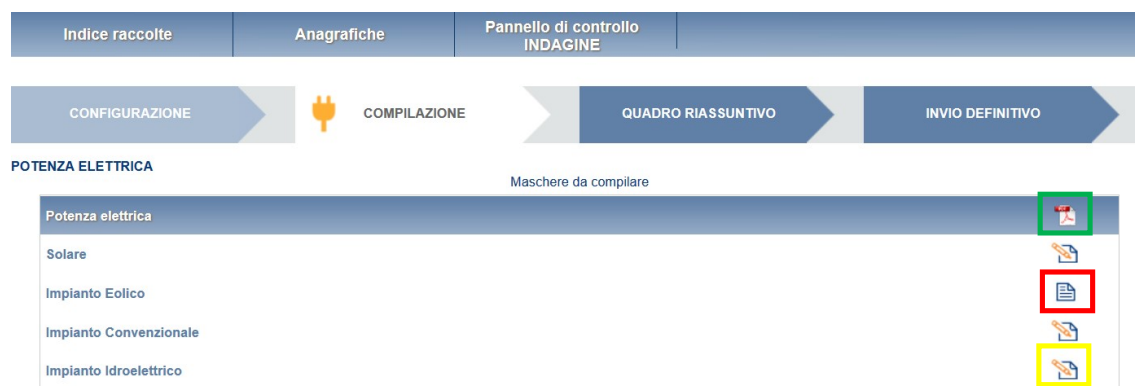 Indice raccolte
Anagrafiche
Pannello di controllo
INDAGINE
CONFIGURAZIONE
COMPILAZIONE
QUADRO RIASSUNTIVO
INVIO DEFINITIVO
POTENZA ELETTRICA
Maschere da compilare
Potenza elettrica
Solare
Impianto Eolico
Impianto Convenzionale
Impianto Idroelettrico